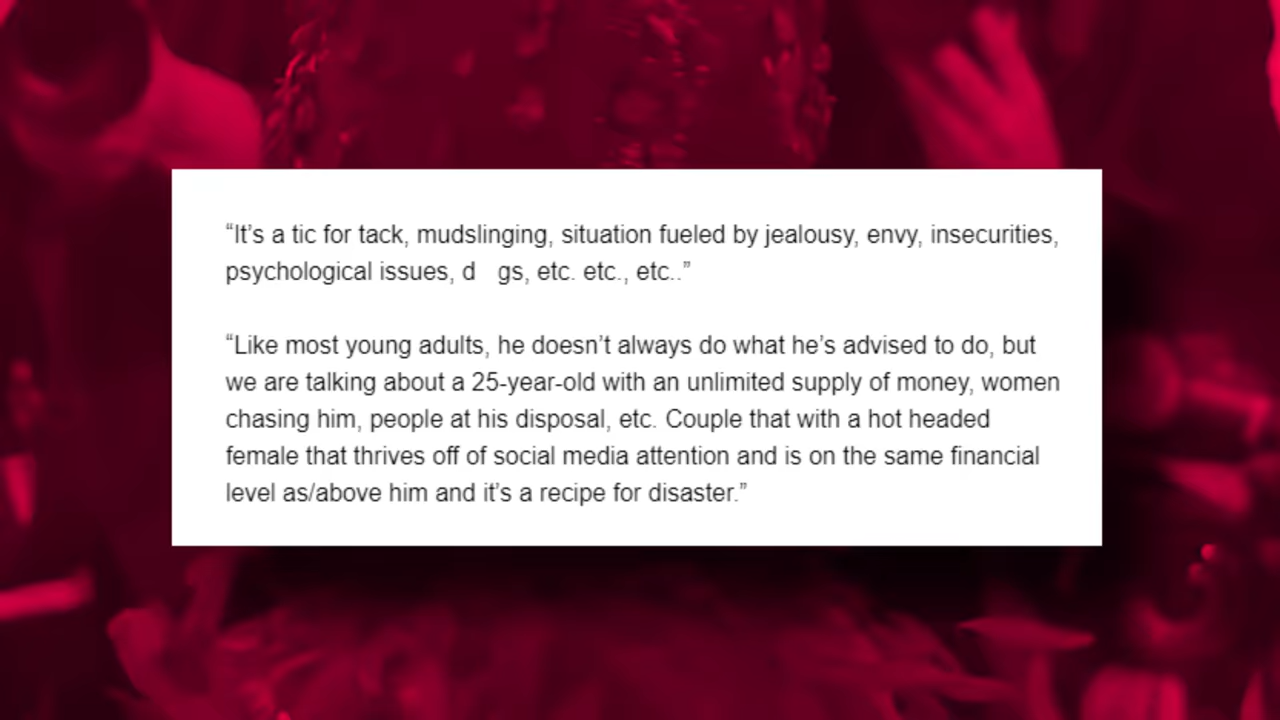 “It’s a tic for tack, mudslinging, situation fueled by jealousy, envy, insecurities,
psychological issues, d gs, etc. etc., etc..”
“Like most young adults, he doesn’t always do what he’s advised to do, but
we are talking about a 25-year-old with an unlimited supply of money, women
chasing him, people at his disposal, etc. Couple that with a hot headed
female that thrives off of social media attention and is on the same financial
level as/above him and it’s a recipe for disaster.”